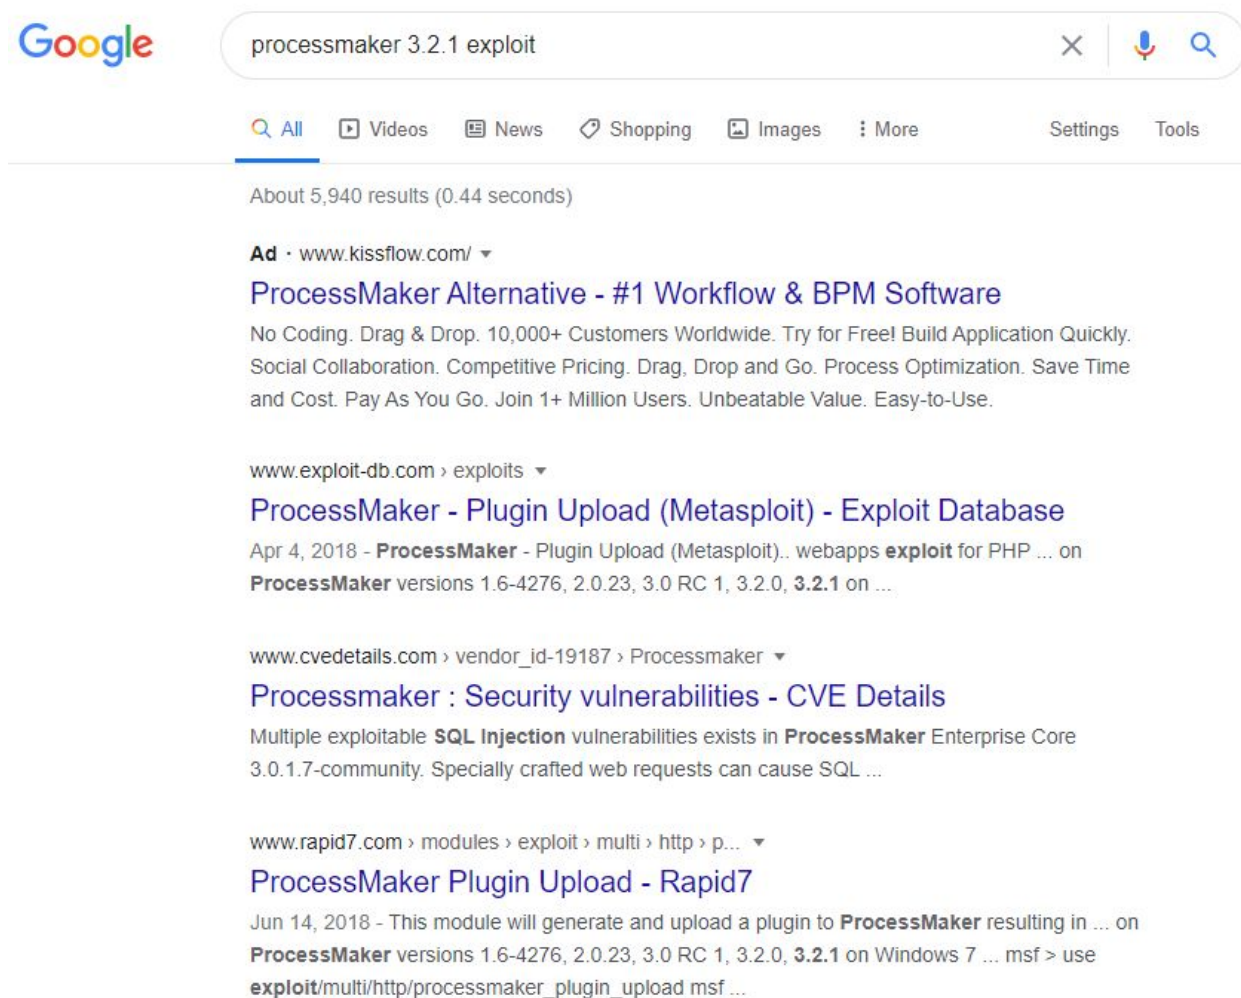 Google
processmaker 3.2.1 exploit
All Videos News Shopping Images More Settings Tools
About 5,940 results (0.44 seconds)
Ad · www.kissflow.com/
ProcessMaker Alternative - #1 Workflow & BPM Software
No Coding. Drag & Drop. 10,000+ Customers Worldwide. Try for Free! Build Application Quickly.
Social Collaboration. Competitive Pricing. Drag, Drop and Go. Process Optimization. Save Time
and Cost. Pay As You Go. Join 1+ Million Users. Unbeatable Value. Easy-to-Use.
www.exploit-db.com › exploits
ProcessMaker - Plugin Upload (Metasploit) - Exploit Database
Apr 4, 2018 - ProcessMaker - Plugin Upload (Metasploit).. webapps exploit for PHP ... on
ProcessMaker versions 1.6-4276, 2.0.23, 3.0 RC 1, 3.2.0, 3.2.1 on ...
www.cvedetails.com › vendor_id-19187 › Processmaker
Processmaker : Security vulnerabilities - CVE Details
Multiple exploitable SQL Injection vulnerabilities exists in ProcessMaker Enterprise Core
3.0.1.7-community. Specially crafted web requests can cause SQL ...
www.rapid7.com › modules › exploit › multi › http › p...
ProcessMaker Plugin Upload - Rapid7
Jun 14, 2018 - This module will generate and upload a plugin to ProcessMaker resulting in ... on
ProcessMaker versions 1.6-4276, 2.0.23, 3.0 RC 1, 3.2.0, 3.2.1 on Windows 7 ... msf > use
exploit/multi/http/processmaker_plugin_upload msf ...